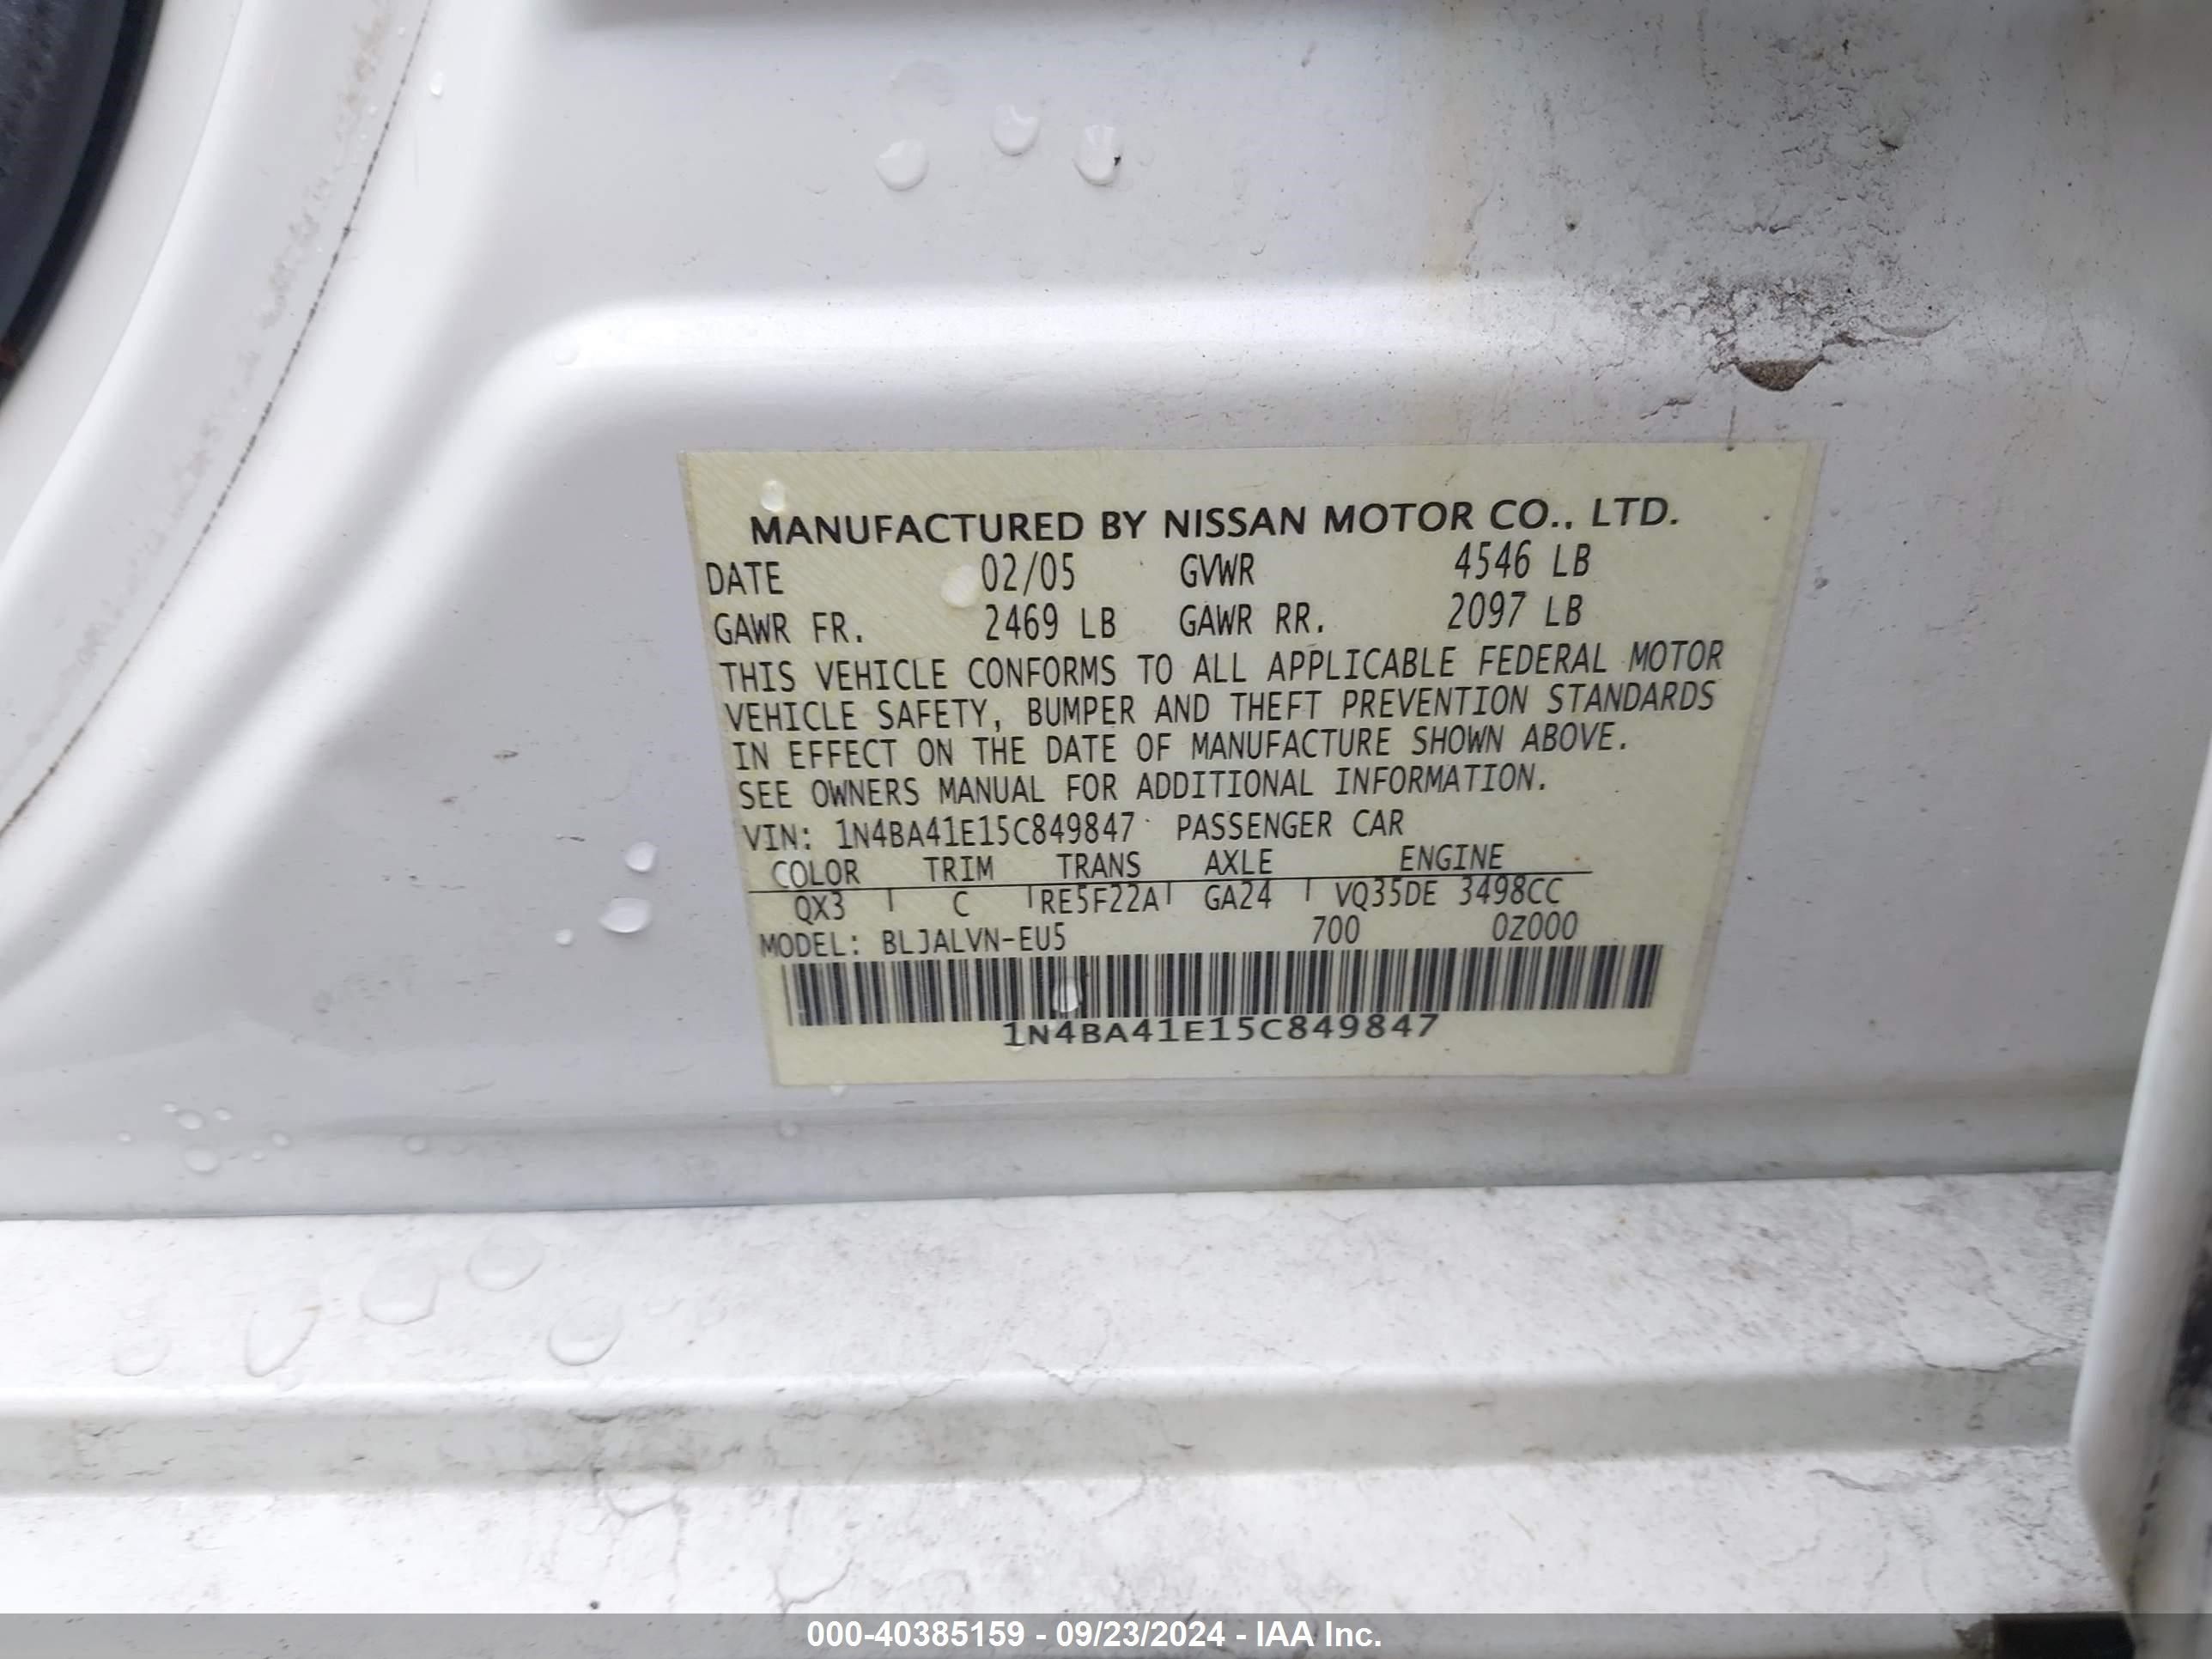 MANUFACTURED BY NISSAN MOTOR CO., LTD.
DATE 02/05 GVWR 4546 LB
GAWR FR. 2469 LB GAWR RR. 2097 LB
THIS VEHICLE CONFORMS TO ALL APPLICABLE FEDERAL MOTOR
VEHICLE SAFETY, BUMPER AND THEFT PREVENTION STANDARDS
IN EFFECT ON THE DATE OF MANUFACTURE SHOWN ABOVE.
SEE OWNERS MANUAL FOR ADDITIONAL INFORMATION.
VIN: 1N4BA41E15C849847 PASSENGER CAR
COLOR TRIM TRANS AXLE ENGINE
QX3 C RE5F22A GA24 VQ35DE 3498CC
MODEL: BLJALVN-EU5 700 0Z000
1N4BA41E15C849847
000-40385159 - 09/23/2024 - IAA Inc.